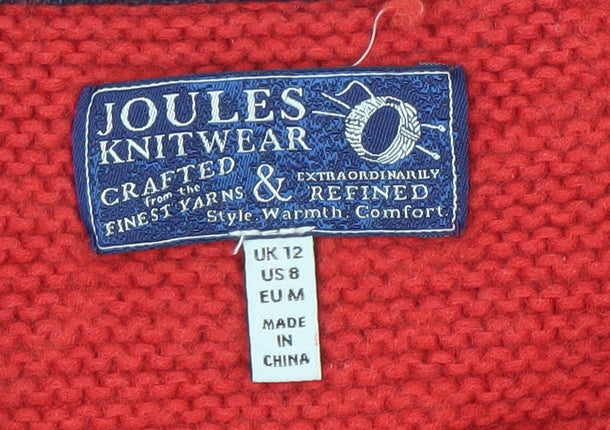 JOULES
KNITWEAR
CRAFTED
from the
FINEST YARNS
&
EXTRAORDINARILY
REFINED
Style. Warmth. Comfort.
UK 12
US 8
EU M
MADE
IN
CHINA